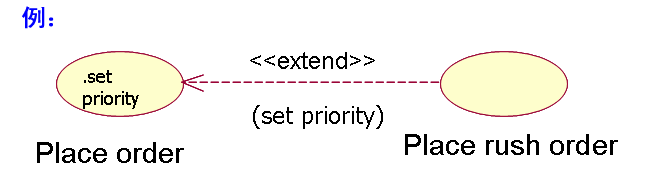 例：
<<extend>>
.set
priority
(set priority)
Place order
Place rush order